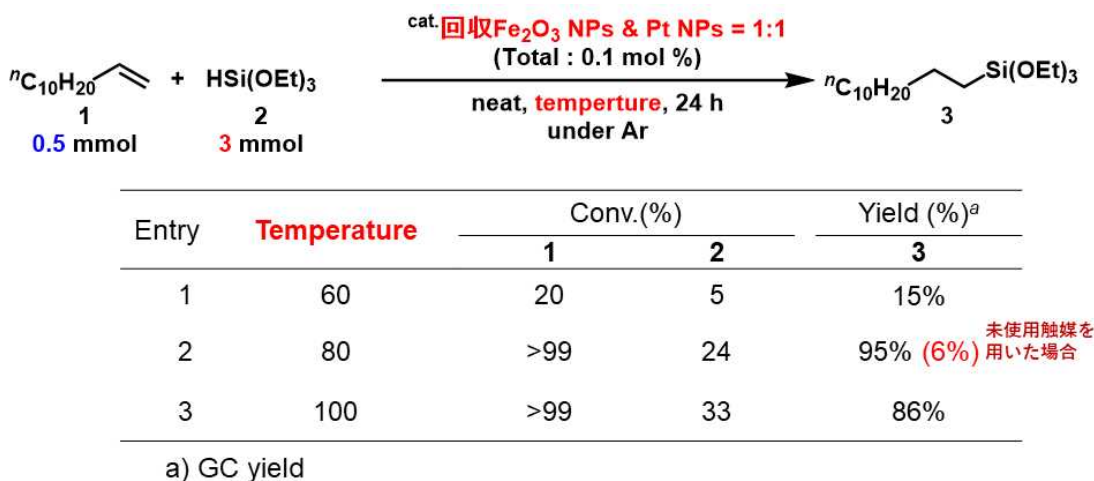 cat.回収Fe₂O₃ NPs & Pt NPs = 1:1
(Total : 0.1 mol %)
ⁿC₁₀H₂₀ + HSi(OEt)₃ ⁿC₁₀H₂₀ Si(OEt)₃
neat, temperture, 24 h
under Ar
1 2 3
0.5 mmol 3 mmol
Entry Temperature Conv.(%) Yield (%)ᵃ
1 2 3
1 60 20 5 15%
2 80 >99 24 95% (6%) 未使用触媒を
用いた場合
3 100 >99 33 86%
a) GC yield